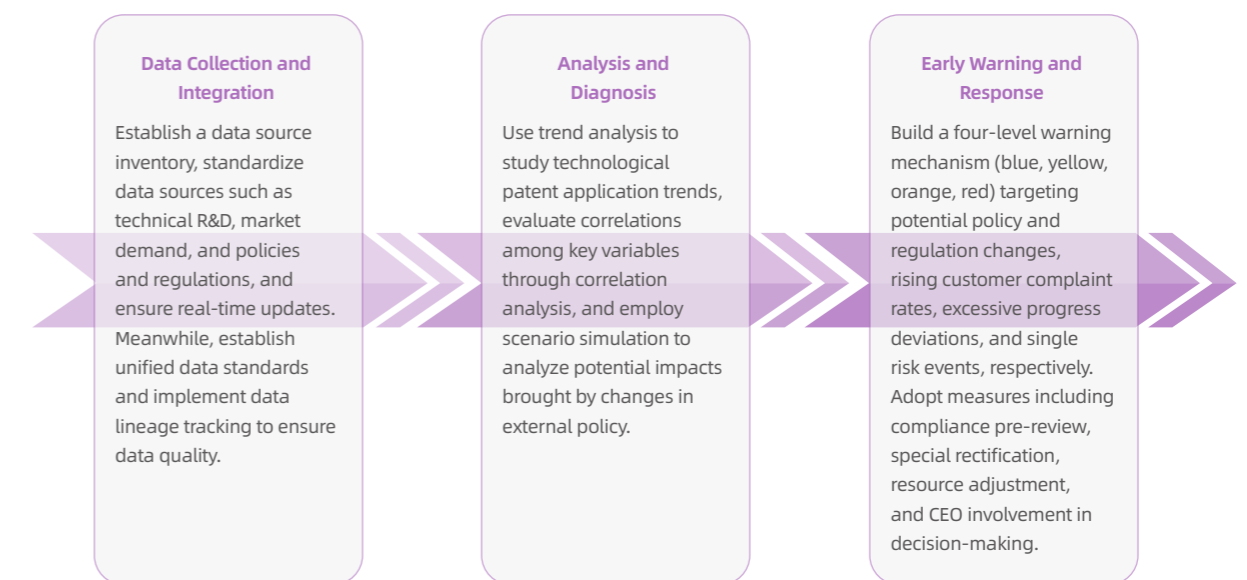 Data Collection and
Integration
Establish a data source
inventory, standardize
data sources such as
technical R&D, market
demand, and policies
and regulations, and
ensure real-time updates.
Meanwhile, establish
unified data standards
and implement data
lineage tracking to ensure
data quality.
Analysis and
Diagnosis
Use trend analysis to
study technological
patent application trends,
evaluate correlations
among key variables
through correlation
analysis, and employ
scenario simulation to
analyze potential impacts
brought by changes in
external policy.
Early Warning and
Response
Build a four-level warning
mechanism (blue, yellow,
orange, red) targeting
potential policy and
regulation changes,
rising customer complaint
rates, excessive progress
deviations, and single
risk events, respectively.
Adopt measures including
compliance pre-review,
special rectification,
resource adjustment,
and CEO involvement in
decision-making.